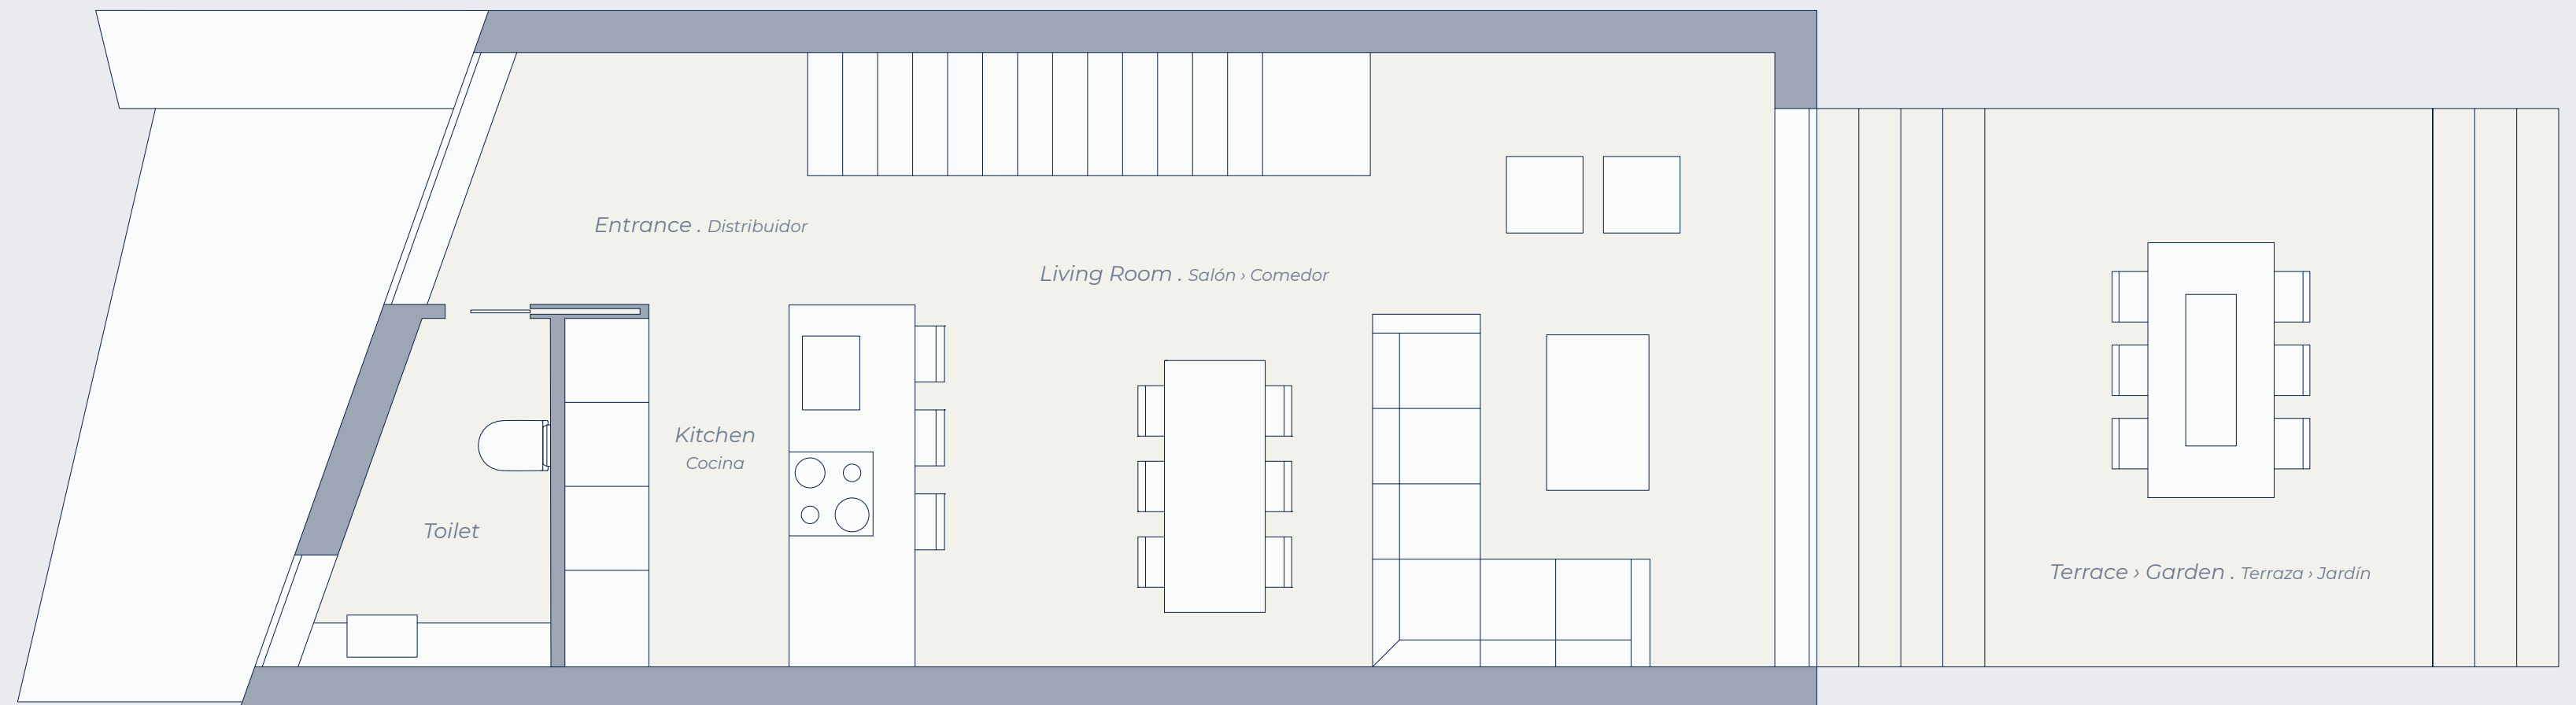 Entrance . Distribuidor
Living Room . Salón › Comedor
Kitchen
Cocina
Toilet
Terrace › Garden . Terraza › Jardín